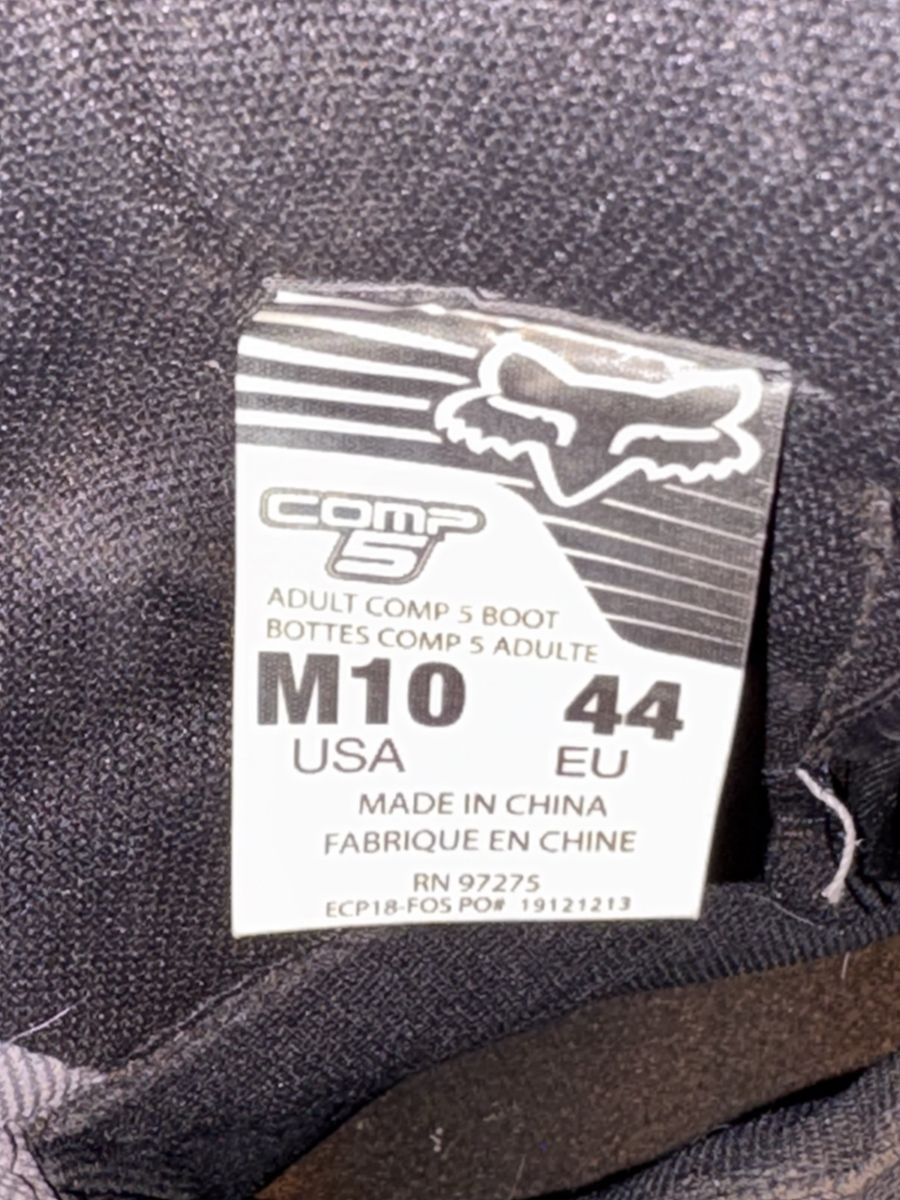 COMP
5
ADULT COMP 5 BOOT
BOTTES COMP 5 ADULTE
M10 44
USA EU
MADE IN CHINA
FABRIQUE EN CHINE
RN 97275
ECP18-FOS PO# 19121213